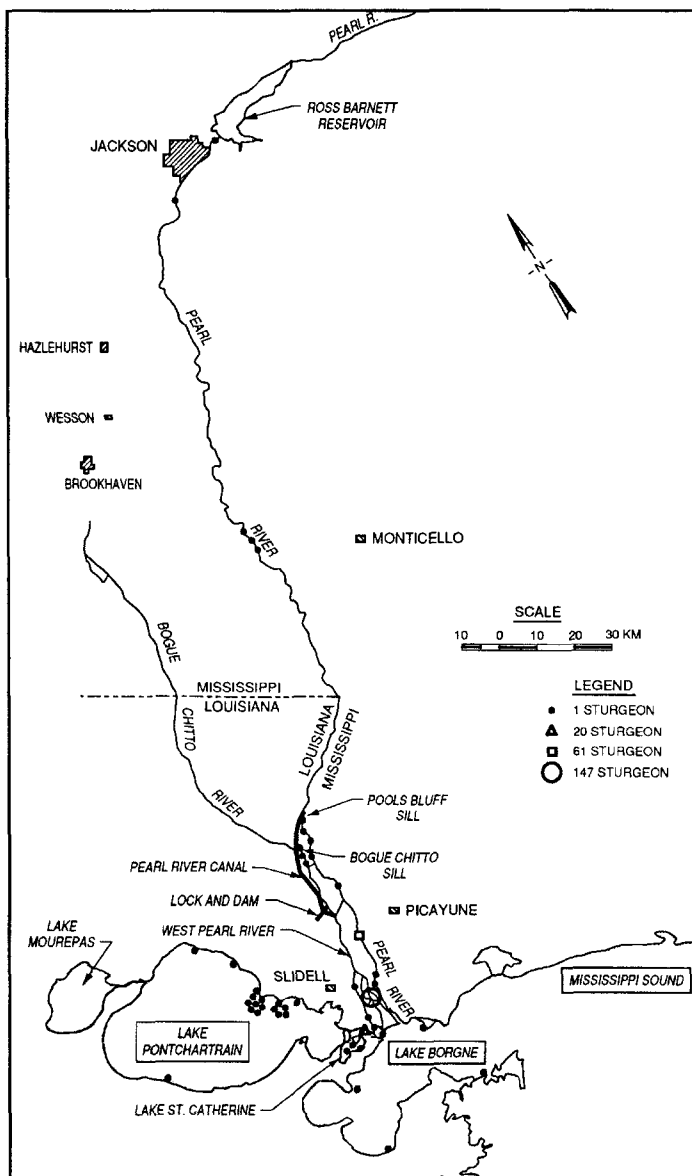 PEARL R.
ROSS BARNETT
RESERVOIR
JACKSON
N
PEARL
HAZLEHURST
WESSON
BROOKHAVEN
RIVER
MONTICELLO
BOGUE
SCALE
10 0 10 20 30 KM
MISSISSIPPI
LOUISIANA
LEGEND
1 STURGEON
20 STURGEON
61 STURGEON
147 STURGEON
CHITTO
LOUISIANA
MISSISSIPPI
RIVER
POOLS BLUFF
SILL
PEARL RIVER CANAL
BOGUE CHITTO
SILL
LOCK AND DAM
PICAYUNE
WEST PEARL RIVER
LAKE
MOUREPAS
PEARL
RIVER
SLIDELL
MISSISSIPPI SOUND
LAKE
PONTCHARTRAIN
LAKE BORGNE
LAKE ST. CATHERINE